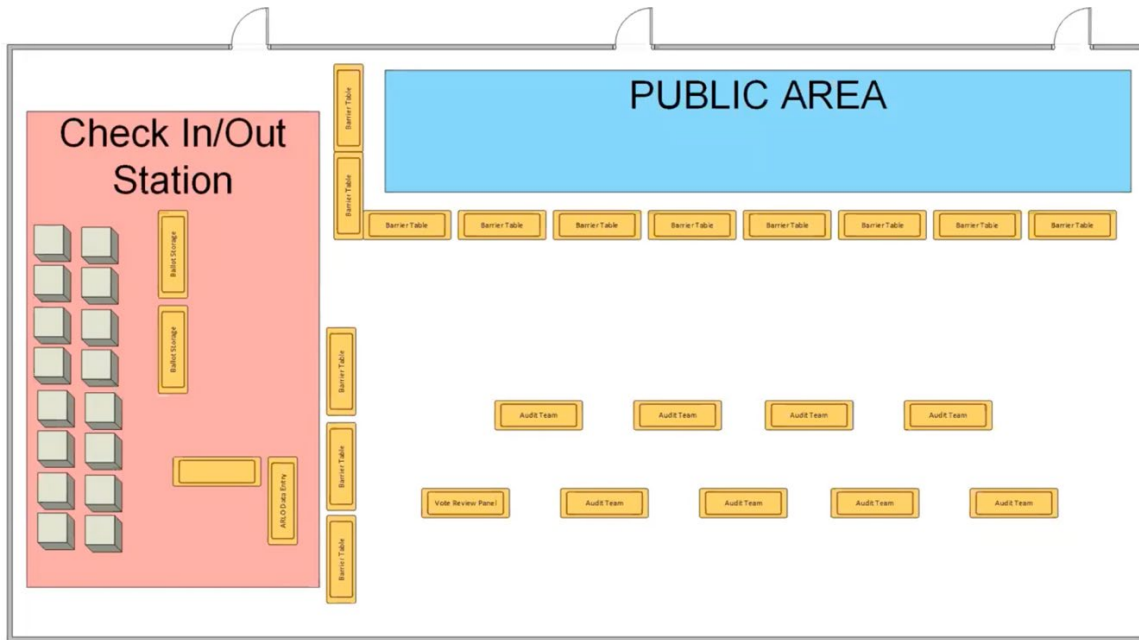 PUBLIC AREA
Check In/Out
Station
Barrier Table
Barrier Table
Barrier Table
Barrier Table
Barrier Table
Barrier Table
Barrier Table
Barrier Table
Barrier Table
Barrier Table
Ballot Storage
Ballot Storage
Barrier Table
Barrier Table
Barrier Table
ARLO Data Entry
Audit Team
Audit Team
Audit Team
Audit Team
Vote Review Panel
Audit Team
Audit Team
Audit Team
Audit Team